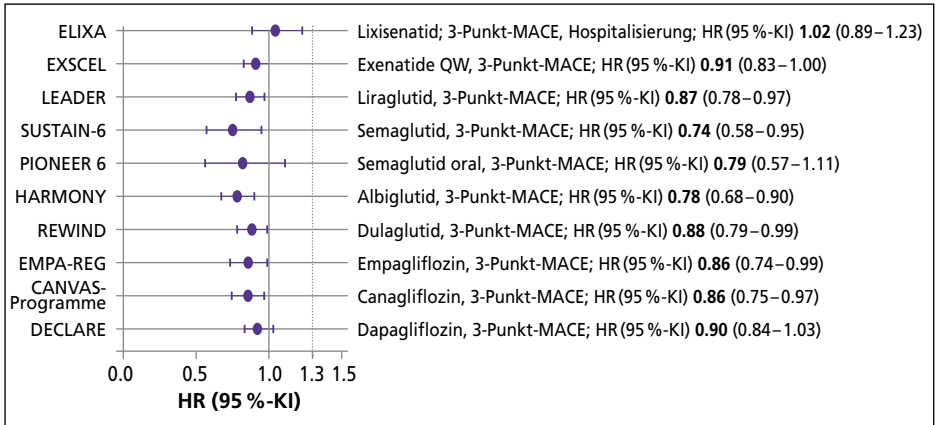 ELIXA Lixisenatid; 3-Punkt-MACE, Hospitalisierung; HR (95 %-KI) 1.02 (0.89–1.23)
EXSCEL Exenatide QW, 3-Punkt-MACE; HR (95 %-KI) 0.91 (0.83–1.00)
LEADER Liraglutid, 3-Punkt-MACE; HR (95 %-KI) 0.87 (0.78–0.97)
SUSTAIN-6 Semaglutid, 3-Punkt-MACE; HR (95 %-KI) 0.74 (0.58–0.95)
PIONEER 6 Semaglutid oral, 3-Punkt-MACE; HR (95 %-KI) 0.79 (0.57–1.11)
HARMONY Albiglutid, 3-Punkt-MACE; HR (95 %-KI) 0.78 (0.68–0.90)
REWIND Dulaglutid, 3-Punkt-MACE; HR (95 %-KI) 0.88 (0.79–0.99)
EMPA-REG Empagliflozin, 3-Punkt-MACE; HR (95 %-KI) 0.86 (0.74–0.99)
CANVAS-
Programme Canagliflozin, 3-Punkt-MACE; HR (95 %-KI) 0.86 (0.75–0.97)
DECLARE Dapagliflozin, 3-Punkt-MACE; HR (95 %-KI) 0.90 (0.84–1.03)
0.0 0.5 1.0 1.3 1.5
HR (95 %-KI)